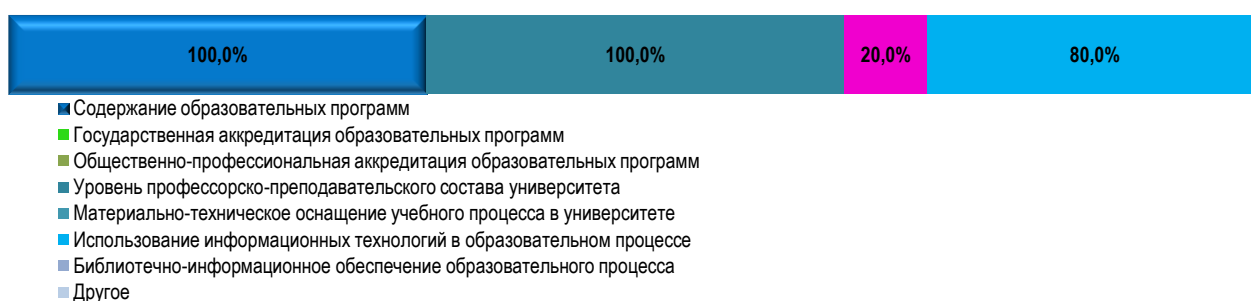 100,0% 100,0% 20,0% 80,0%
Содержание образовательных программ
Государственная аккредитация образовательных программ
Общественно-профессиональная аккредитация образовательных программ
Уровень профессорско-преподавательского состава университета
Материально-техническое оснащение учебного процесса в университете
Использование информационных технологий в образовательном процессе
Библиотечно-информационное обеспечение образовательного процесса
Другое